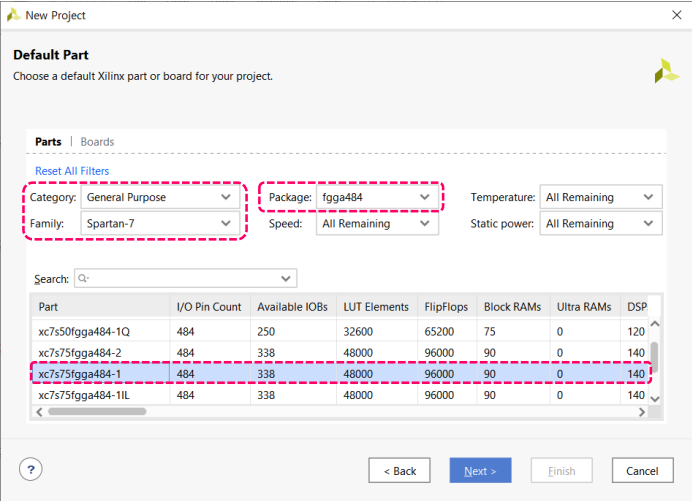 New Project
Default Part
Choose a default Xilinx part or board for your project.
Parts | Boards
Reset All Filters
Category: General Purpose Package: fgga484 Temperature: All Remaining
Family: Spartan-7 Speed: All Remaining Static power: All Remaining
Search: Q-
Part I/O Pin Count Available IOBs LUT Elements FlipFlops Block RAMs Ultra RAMs DSP
xc7s50fgga484-1Q 484 250 32600 65200 75 0 120
xc7s75fgga484-2 484 338 48000 96000 90 0 140
xc7s75fgga484-1 484 338 48000 96000 90 0 140
xc7s75fgga484-1IL 484 338 48000 96000 90 0 140
? < Back Next > Finish Cancel